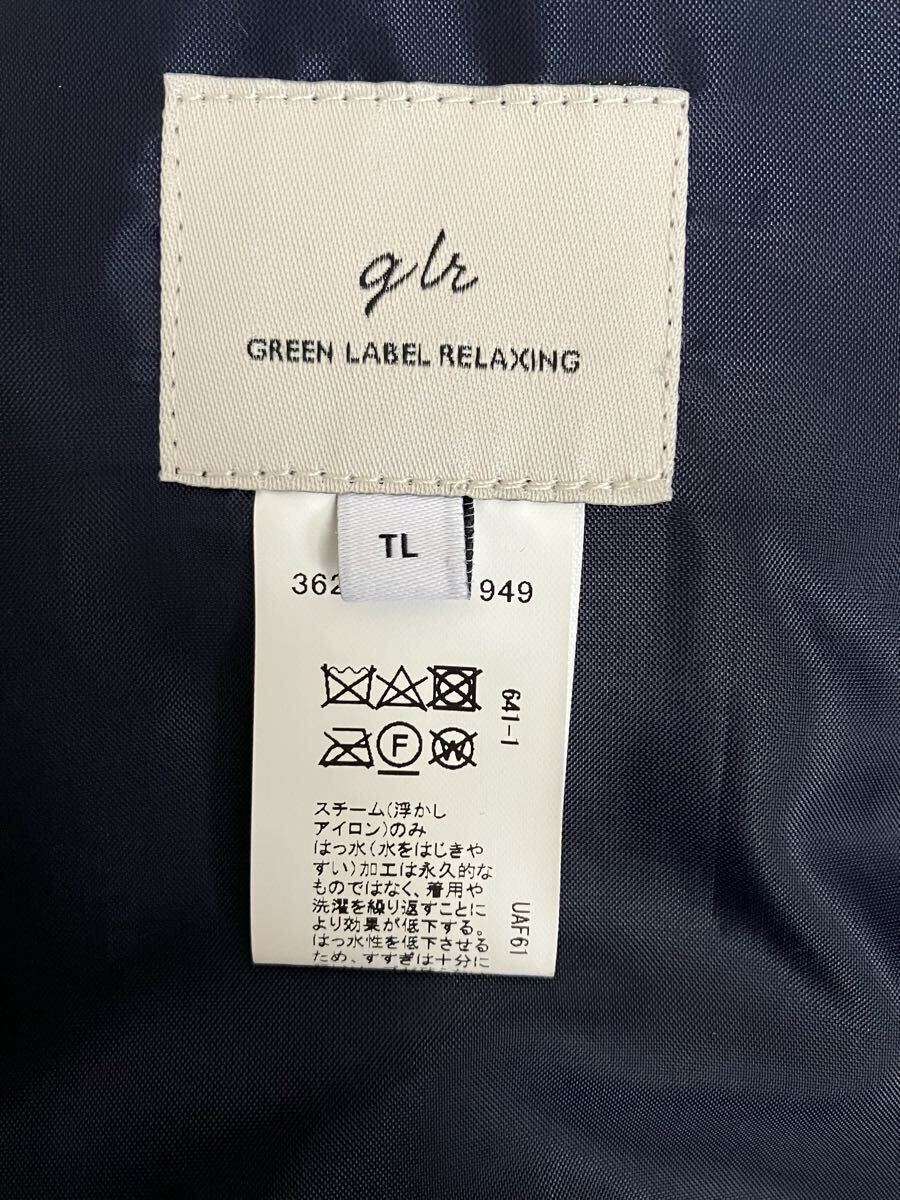 glr
GREEN LABEL RELAXING
TL
362
949
641-1
F
W
スチーム(浮かし
アイロン)のみ
はっ水(水をはじきや
すい)加工は永久的な
ものではなく、着用や
洗濯を繰り返すことに
より効果が低下する。
はっ水性を低下させる
ため、すすぎは十分に
UAF61